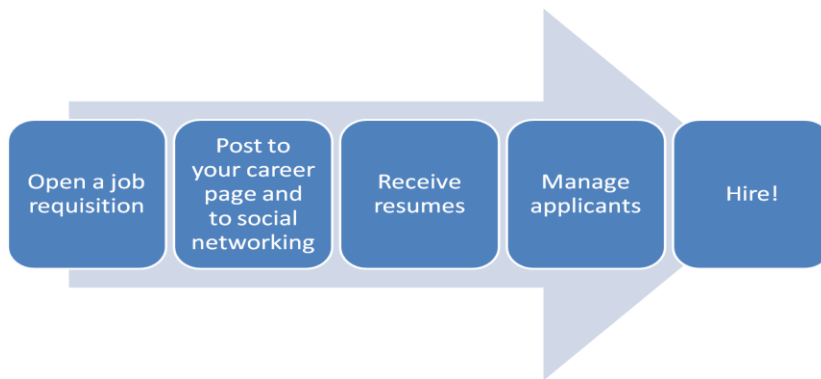 Open a job
requisition
Post to
your career
page and
to social
networking
Receive
resumes
Manage
applicants
Hire!